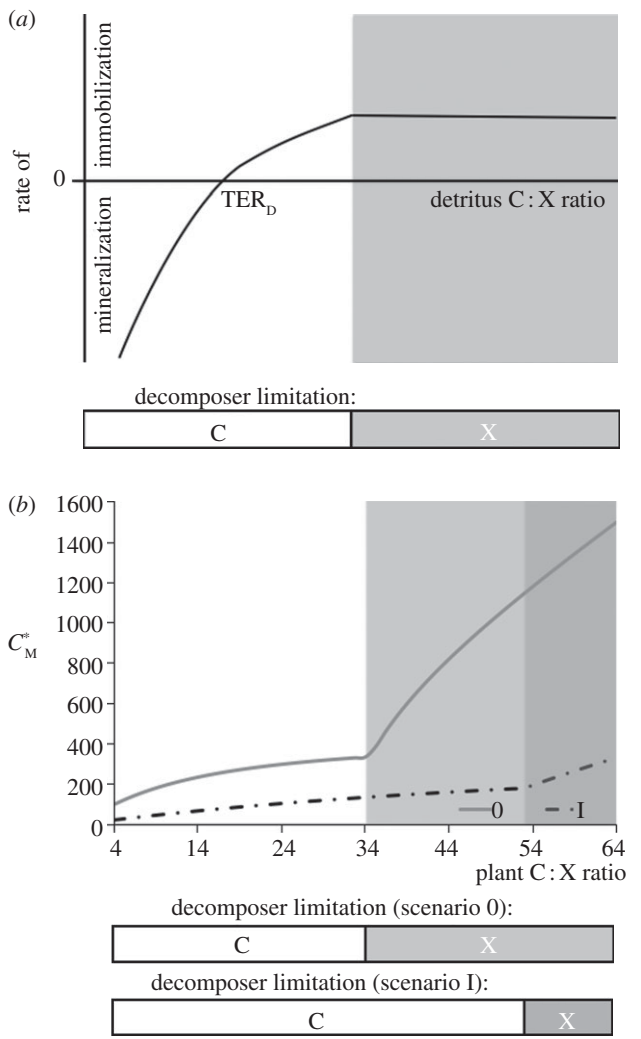 (a)
rate of
immobilization
0
mineralization
TER_D
detritus C : X ratio
decomposer limitation:
C X
(b)
1600
1400
1200
1000
C*_M
800
600
400
200
0
0 I
4 14 24 34 44 54 64
plant C : X ratio
decomposer limitation (scenario 0):
C X
decomposer limitation (scenario I):
C X